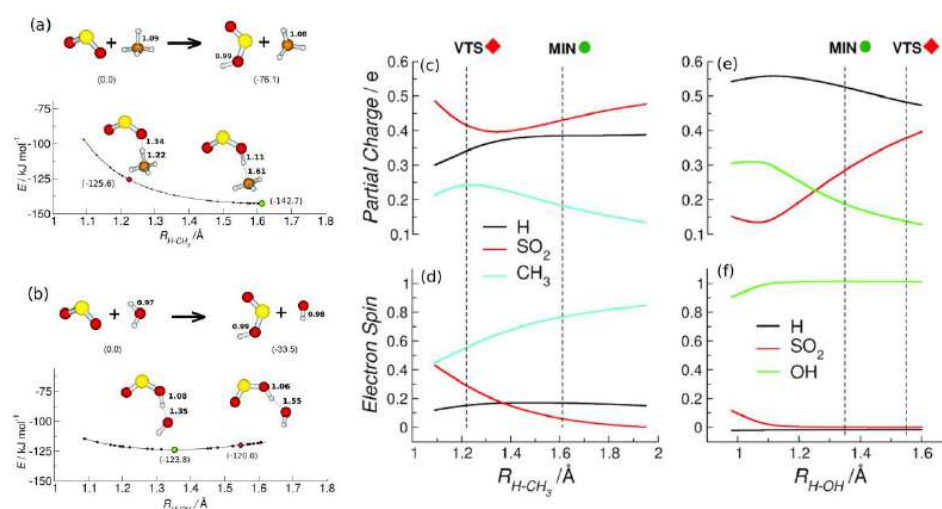 (a)
+
1.09
0.99
+
1.08
(0.0)
(-76.1)
-75
-100
-125
-150
E / kJ mol⁻¹
1.34
1.22
(-125.6)
1.11
1.61
(-142.7)
1 1.1 1.2 1.3 1.4 1.5 1.6 1.7 1.8
R_{H-CH₃} /Å
(b)
+
0.97
0.99
+
0.98
(0.0)
(-33.5)
-75
-100
-125
-150
E / kJ mol⁻¹
1.08
1.35
1.06
1.55
(-123.8)
(-120.0)
1 1.1 1.2 1.3 1.4 1.5 1.6 1.7 1.8
/Å
VTS MIN
(c)
Partial Charge / e
0.6
0.5
0.4
0.3
0.2
0.1
H
SO₂
CH₃
(d)
Electron Spin
0.8
0.6
0.4
0.2
0
1 1.2 1.4 1.6 1.8 2
R_{H-CH₃} /Å
MIN VTS
(e)
0.6
0.5
0.4
0.3
0.2
0.1
(f)
1
0.8
0.6
0.4
0.2
0
H
SO₂
OH
1 1.2 1.4 1.6
R_{H-OH} /Å